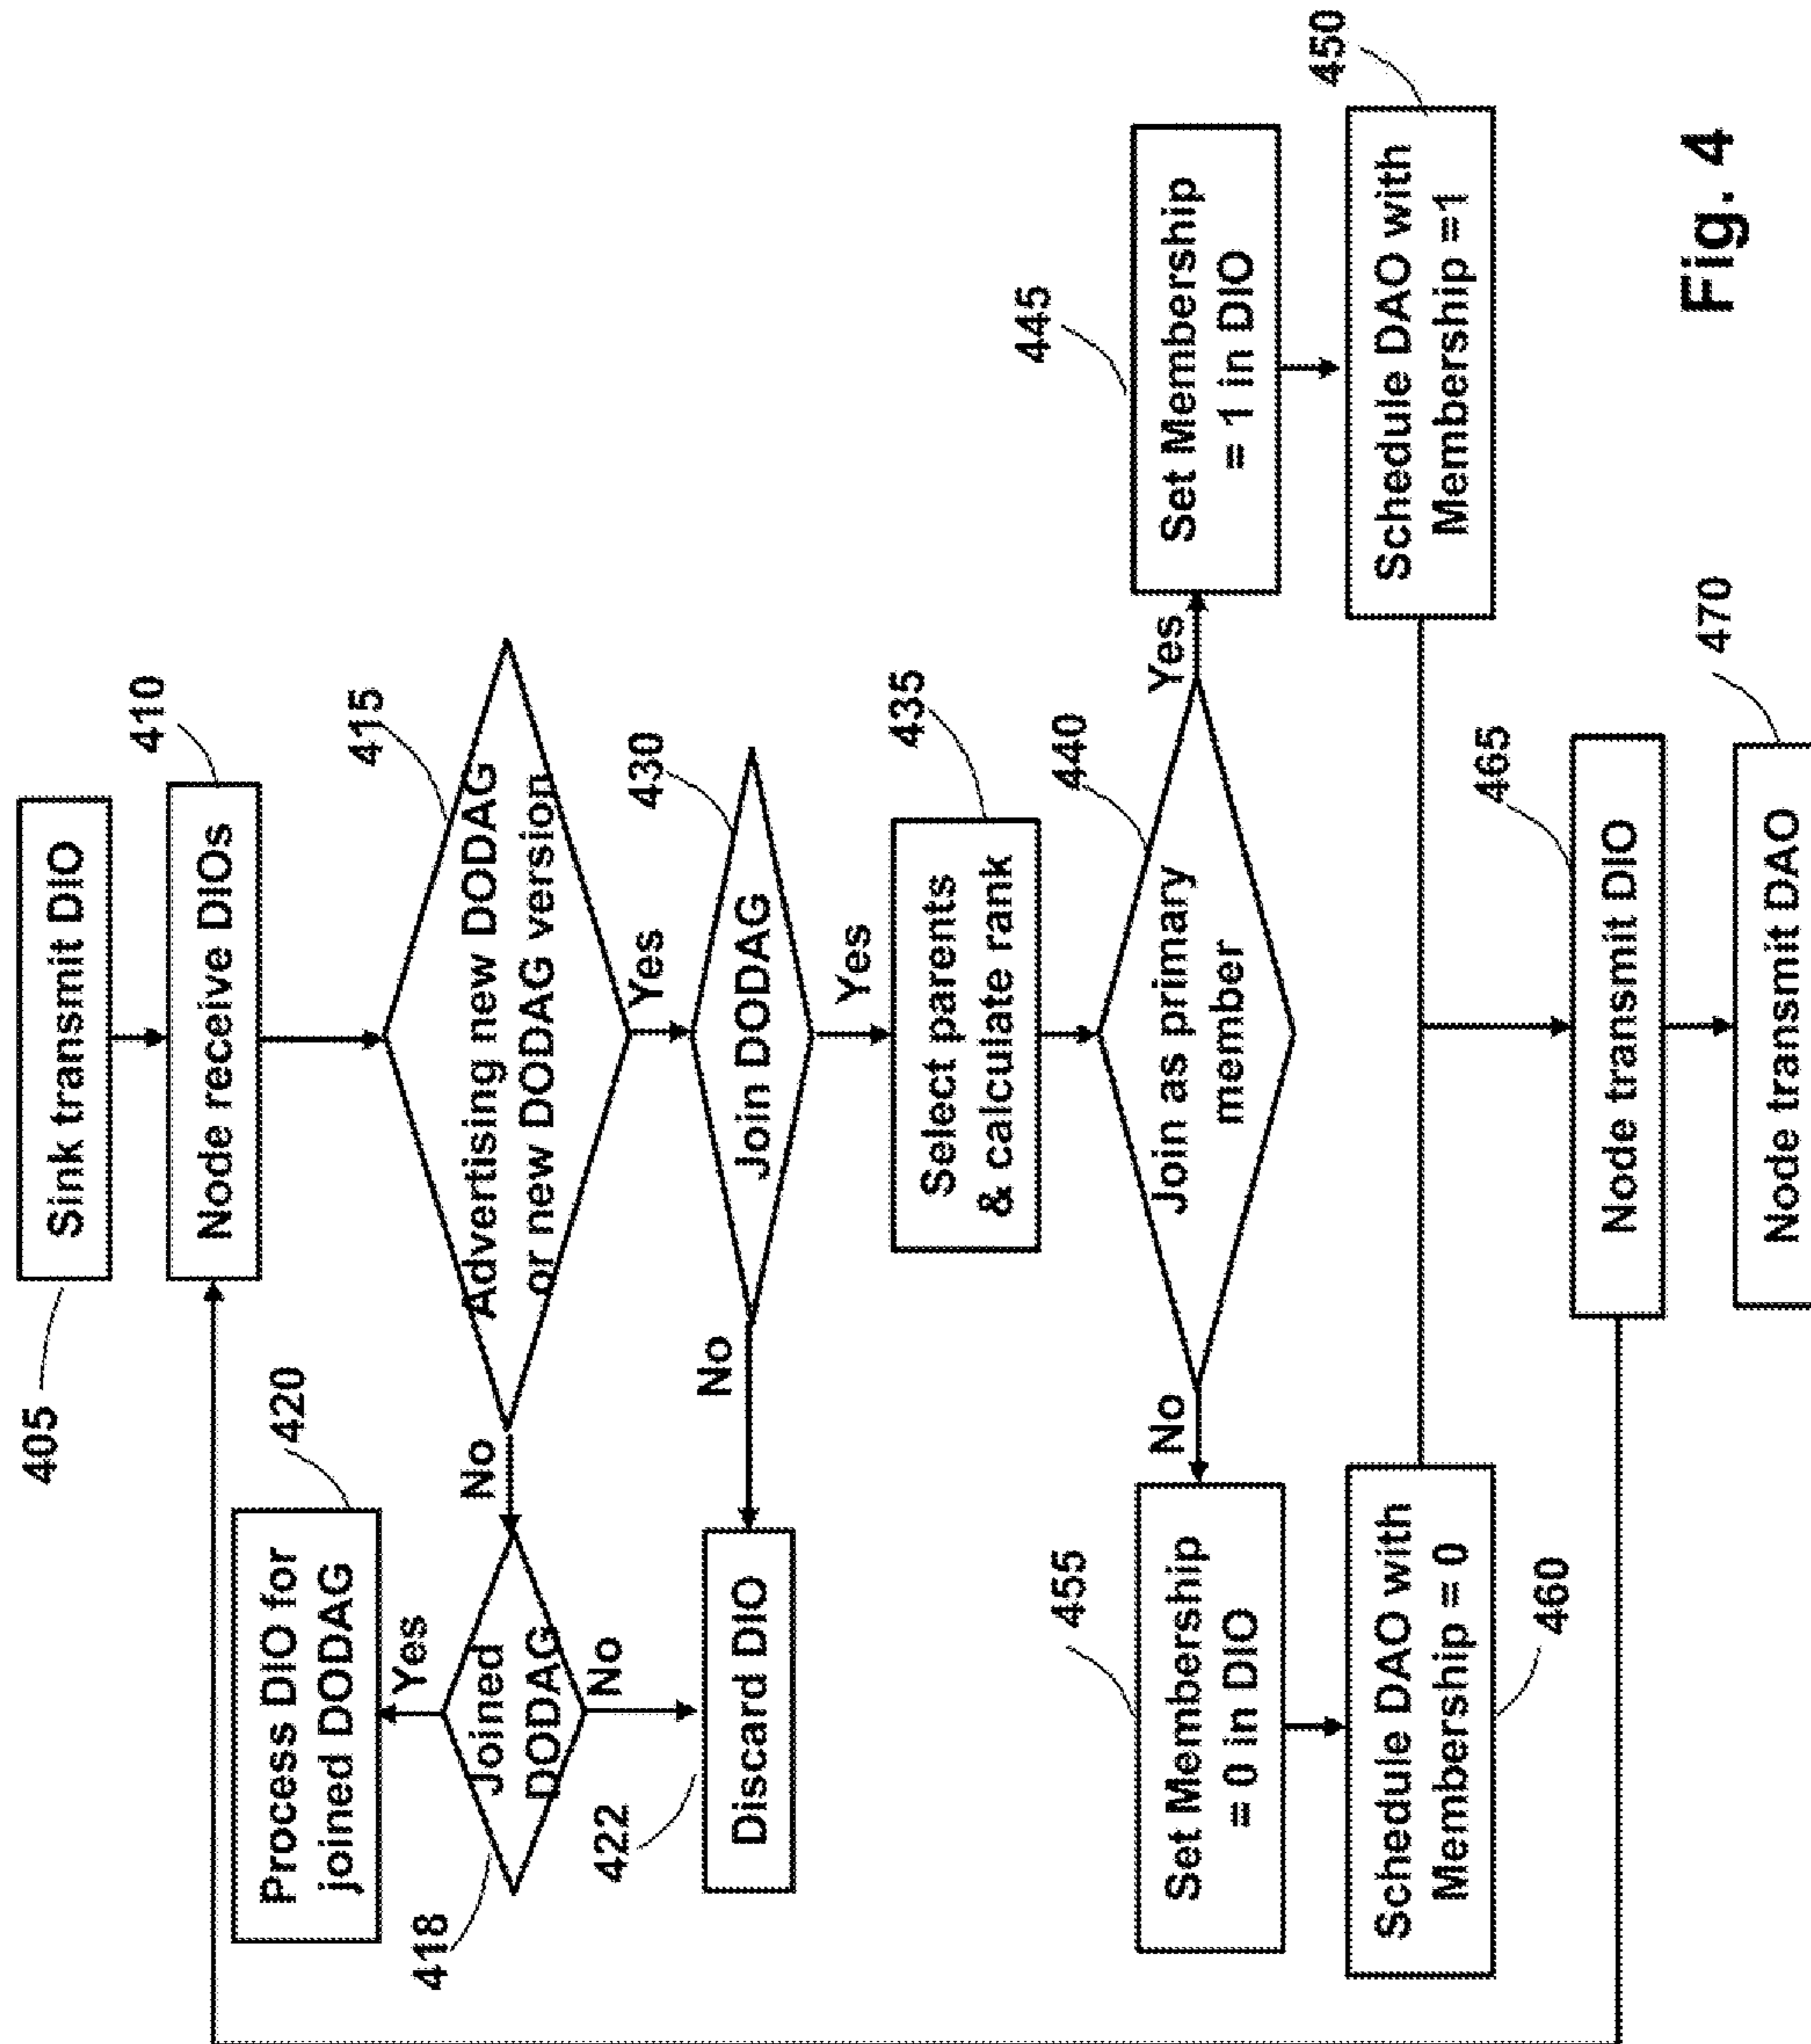 405
Sink transmit DIO
Node receive DIOs
410
Advertising new DODAG
or new DODAG version
415
No
Yes
Process DIO for
joined DODAG
420
Yes
Joined
DODAG
418
No
Discard DIO
422
Join DODAG
430
No
Yes
Select parents
& calculate rank
435
Join as primary
member
440
Yes
No
Set Membership
= 1 in DIO
445
Schedule DAO with
Membership =1
450
Set Membership
= 0 in DIO
455
Schedule DAO with
Membership = 0
460
Node transmit DIO
465
Node transmit DAO
470
Fig. 4